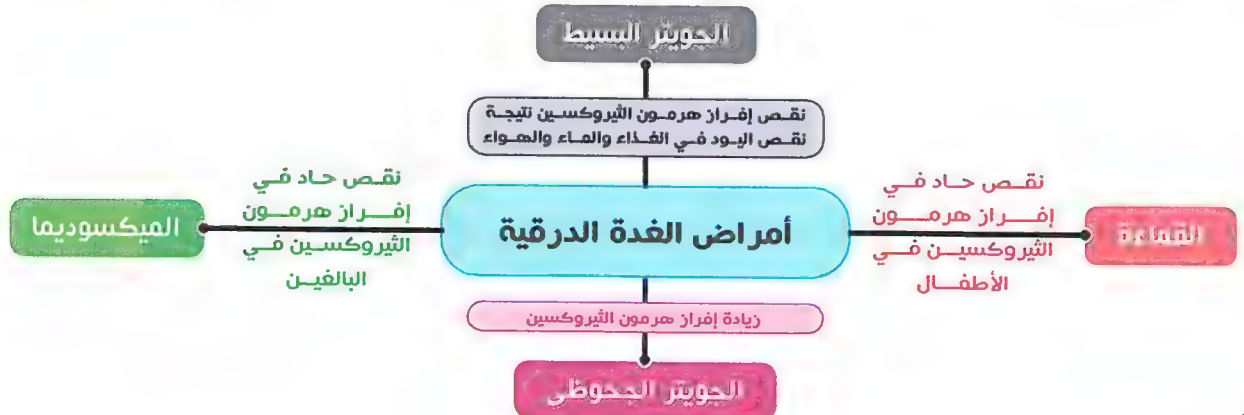 الجويتر البسيط
نقص إفراز هرمون الثيروكسين نتيجة
نقص اليود في الغذاء والماء والهواء
أمراض الغدة الدرقية
نقص حاد في
إفراز هرمون
الثيروكسين في
الأطفال
القماءة
نقص حاد في
إفراز هرمون
الثيروكسين في
البالغين
الميكسوديما
زيادة إفراز هرمون الثيروكسين
الجويتر الجحوظي